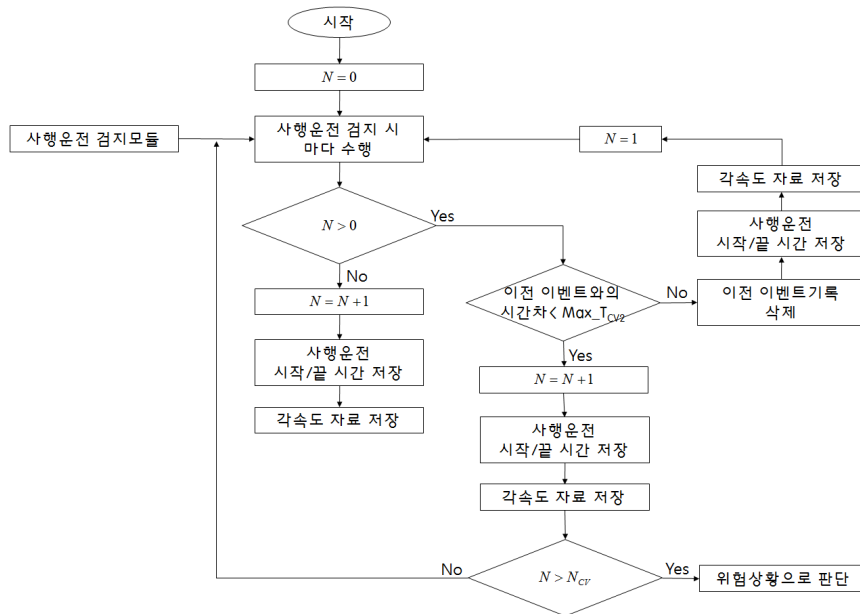 시작
N = 0
사행운전 검지모듈
사행운전 검지 시
마다 수행
N = 1
각속도 자료 저장
사행운전
시작/끝 시간 저장
이전 이벤트기록
삭제
N > 0
Yes
No
N = N + 1
사행운전
시작/끝 시간 저장
각속도 자료 저장
이전 이벤트와의
시간차< Max_T_CV2
No
Yes
N = N + 1
사행운전
시작/끝 시간 저장
각속도 자료 저장
N > N_CV
No
Yes
위험상황으로 판단